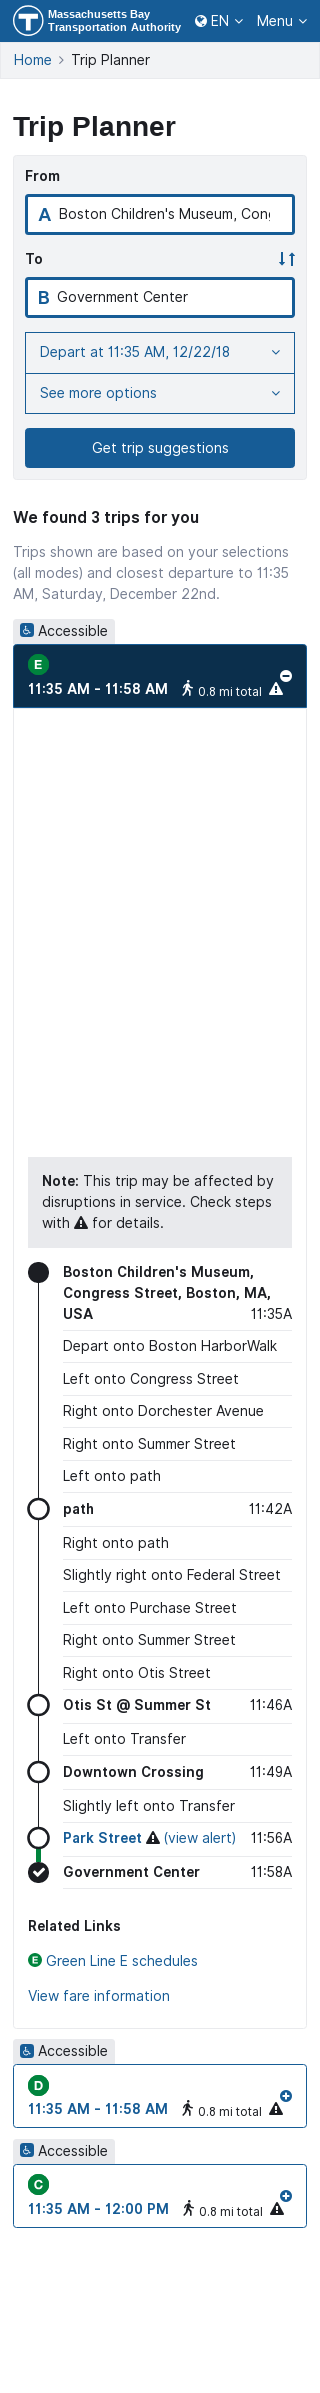 Massachusetts Bay
Transportation Authority
EN
Menu
Home > Trip Planner
Trip Planner
From
A Boston Children's Museum, Cong
To
B Government Center
Depart at 11:35 AM, 12/22/18
See more options
Get trip suggestions
We found 3 trips for you
Trips shown are based on your selections
(all modes) and closest departure to 11:35
AM, Saturday, December 22nd.
Accessible
E
11:35 AM - 11:58 AM 0.8 mi total
Note: This trip may be affected by
disruptions in service. Check steps
with for details.
Boston Children's Museum,
Congress Street, Boston, MA,
USA 11:35A
Depart onto Boston HarborWalk
Left onto Congress Street
Right onto Dorchester Avenue
Right onto Summer Street
Left onto path
path 11:42A
Right onto path
Slightly right onto Federal Street
Left onto Purchase Street
Right onto Summer Street
Right onto Otis Street
Otis St @ Summer St 11:46A
Left onto Transfer
Downtown Crossing 11:49A
Slightly left onto Transfer
Park Street (view alert) 11:56A
Government Center 11:58A
Related Links
E Green Line E schedules
View fare information
Accessible
D
11:35 AM - 11:58 AM 0.8 mi total
Accessible
C
11:35 AM - 12:00 PM 0.8 mi total